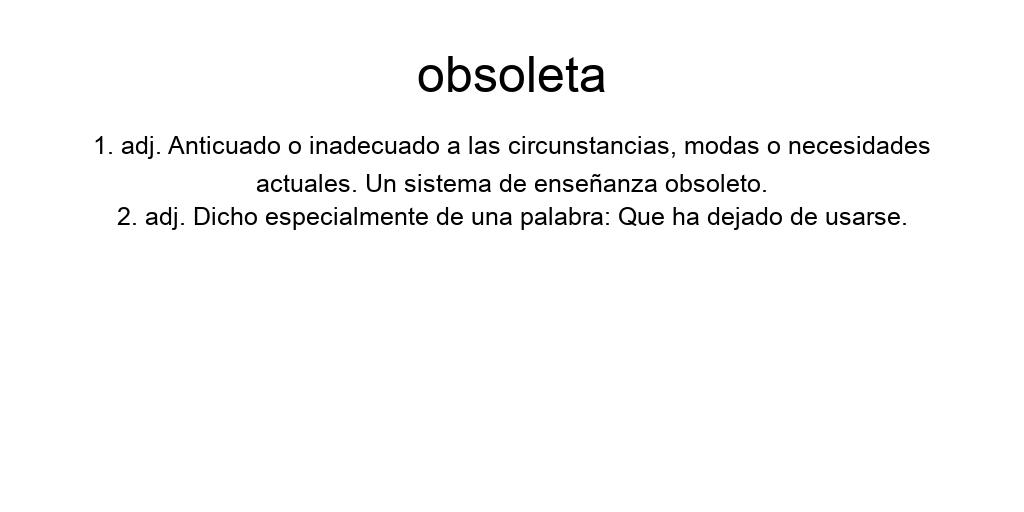 obsoleta
1. adj. Anticuado o inadecuado a las circunstancias, modas o necesidades
actuales. Un sistema de enseñanza obsoleto.
2. adj. Dicho especialmente de una palabra: Que ha dejado de usarse.